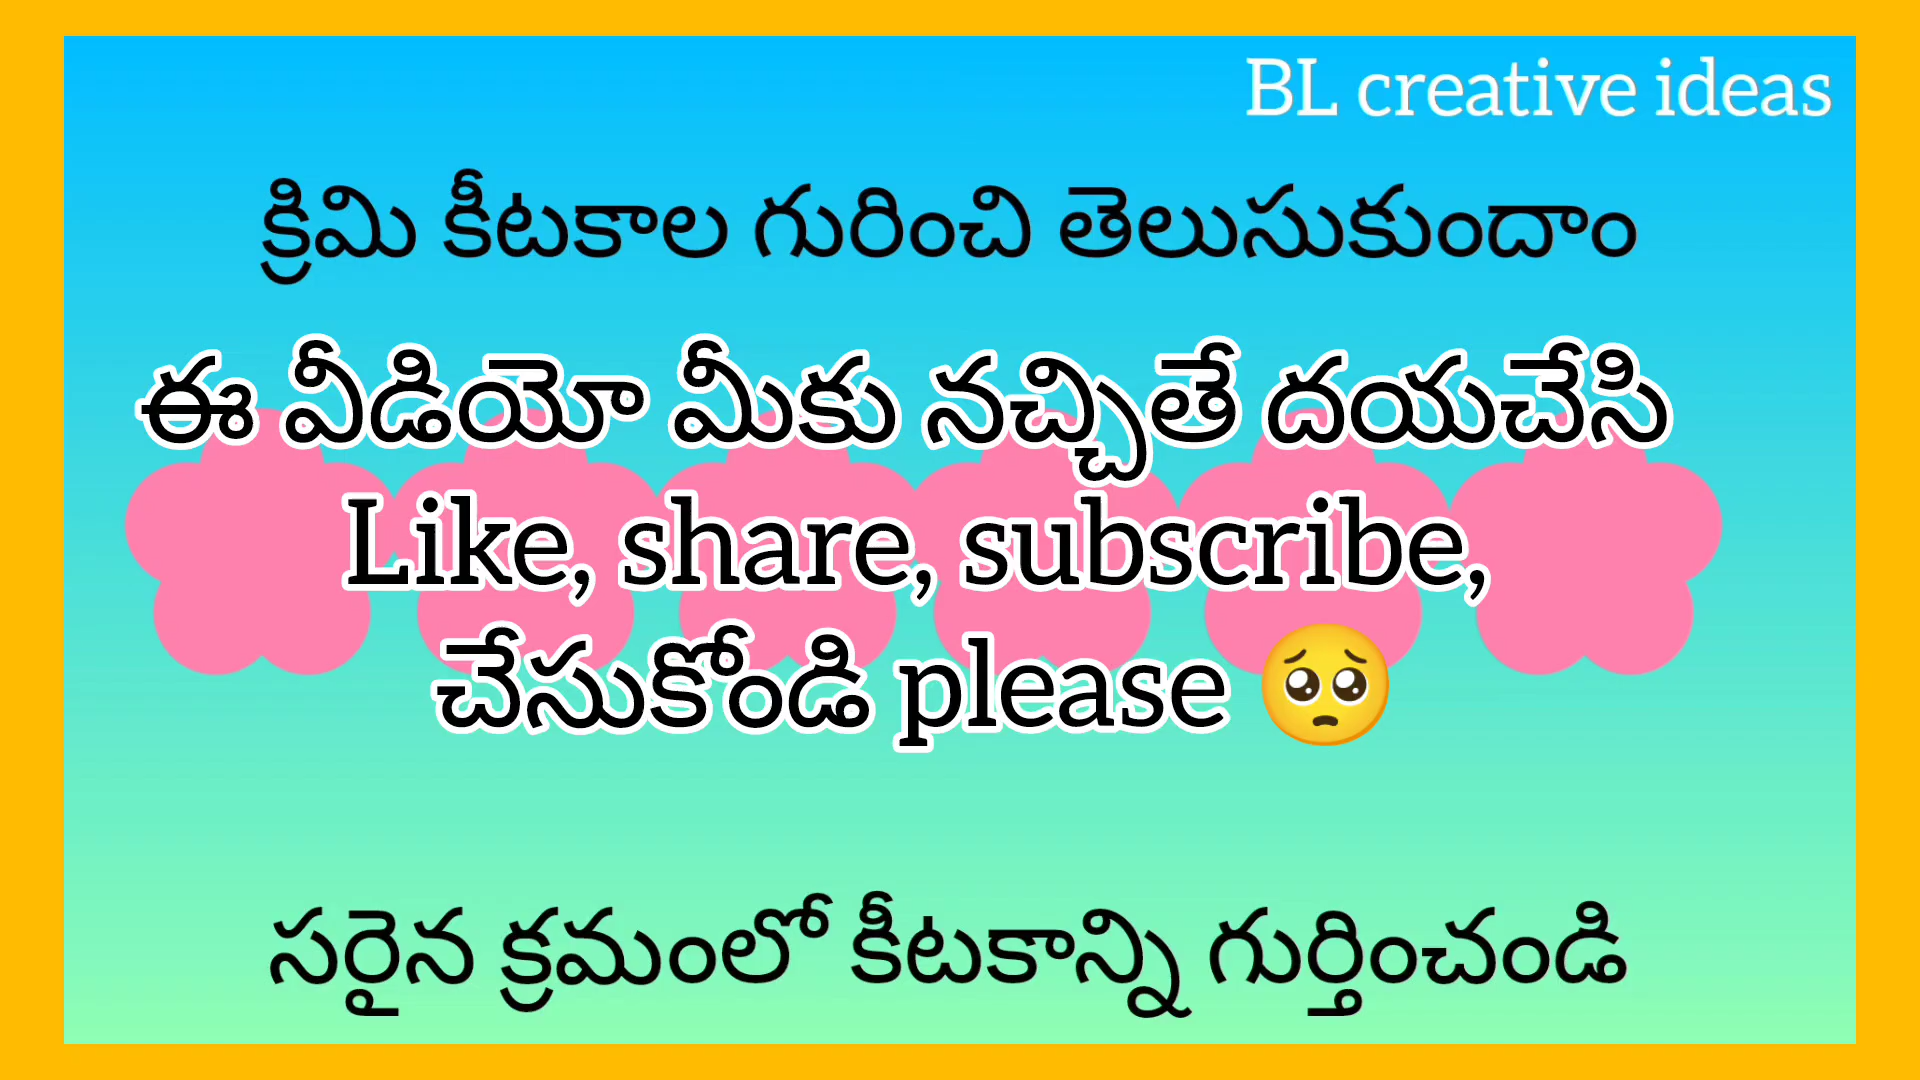 BL creative ideas
క్రిమి కీటకాల గురించి తెలుసుకుందాం
ఈ వీడియో మీకు నచ్చితే దయచేసి
Like, share, subscribe,
చేసుకోండి please 🥺
సరైన క్రమంలో కీటకాన్ని గుర్తించండి